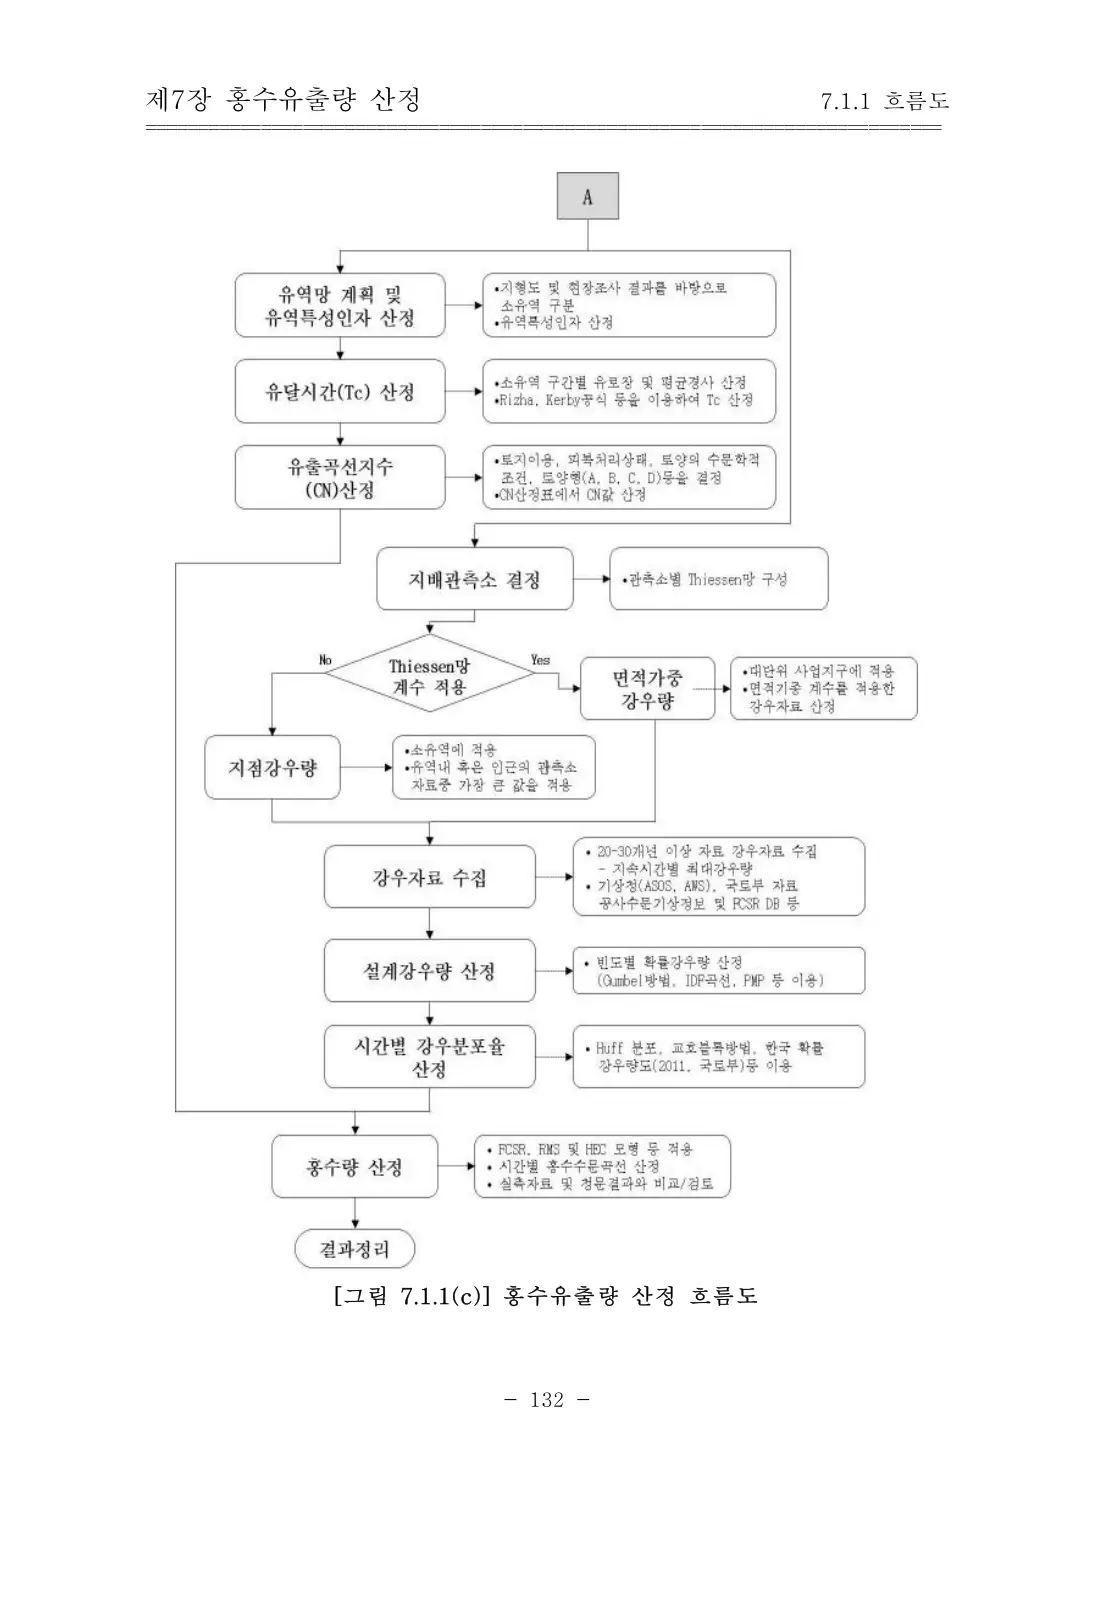 제7장 홍수유출량 산정
7.1.1 흐름도
A
유역망 계획 및
유역특성인자 산정
•지형도 및 현장조사 결과를 바탕으로
소유역 구분
•유역특성인자 산정
유달시간(Tc) 산정
•소유역 구간별 유로장 및 평균경사 산정
•Rizha, Kerby공식 등을 이용하여 Tc 산정
유출곡선지수
(CN)산정
•토지이용, 피복처리상태, 토양의 수문학적
조건, 토양형(A, B, C, D)등을 결정
•CN산정표에서 CN값 산정
지배관측소 결정
•관측소별 Thiessen망 구성
No
Thiessen망
계수 적용
Yes
면적가중
강우량
•대단위 사업지구에 적용
•면적기중 계수를 적용한
강우자료 산정
지점강우량
•소유역에 적용
•유역내 혹은 인근의 관측소
자료중 가장 큰 값을 적용
강우자료 수집
• 20-30개년 이상 자료 강우자료 수집
- 지속시간별 최대강우량
• 기상청(ASOS, AWS), 국토부 자료
공사수문기상정보 및 FCSR DB 등
설계강우량 산정
• 빈도별 확률강우량 산정
(Gumbel방법, IDF곡선, PMP 등 이용)
시간별 강우분포율
산정
• Huff 분포, 교호블록방법, 한국 확률
강우량도(2011, 국토부)등 이용
홍수량 산정
• FCSR, RMS 및 HEC 모형 등 적용
• 시간별 홍수수문곡선 산정
• 실측자료 및 청문결과와 비교/검토
결과정리
[그림 7.1.1(c)] 홍수유출량 산정 흐름도
- 132 -